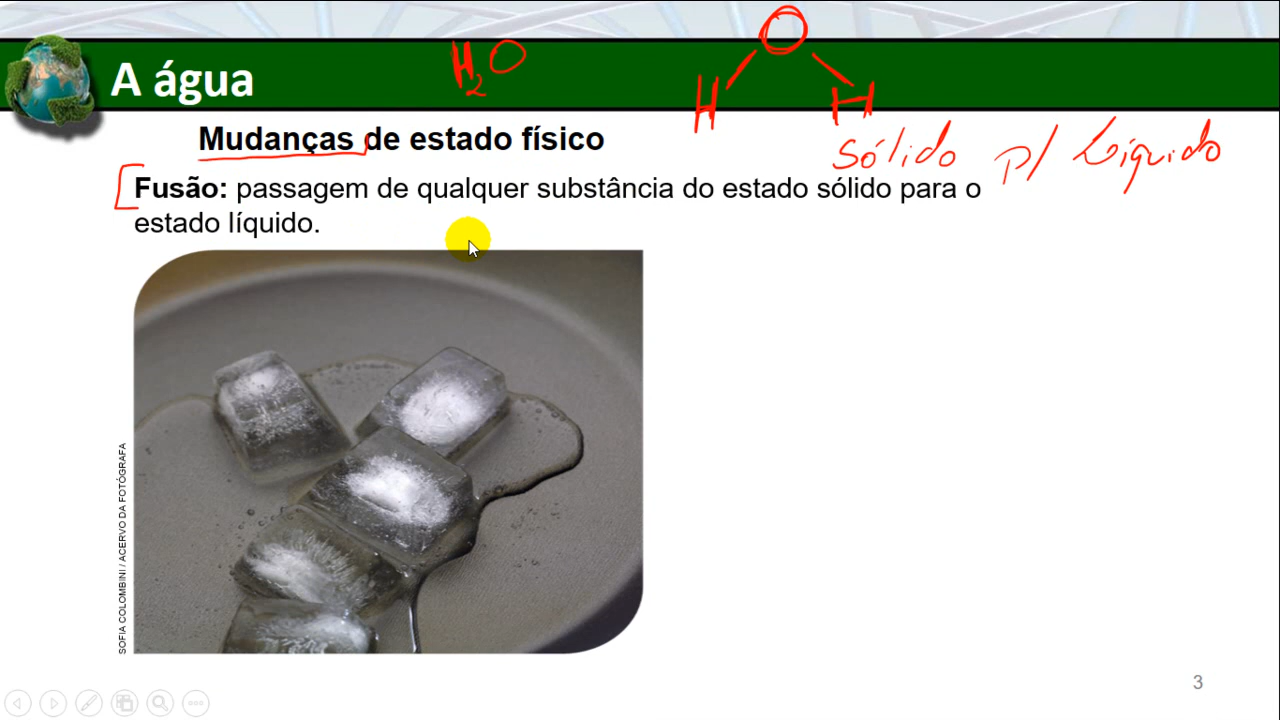 H₂O
O
H H
A água
Mudanças de estado físico
Sólido p/ Líquido
Fusão: passagem de qualquer substância do estado sólido para o
estado líquido.
SOFIA COLOMBINI / ACERVO DA FOTÓGRAFA
3